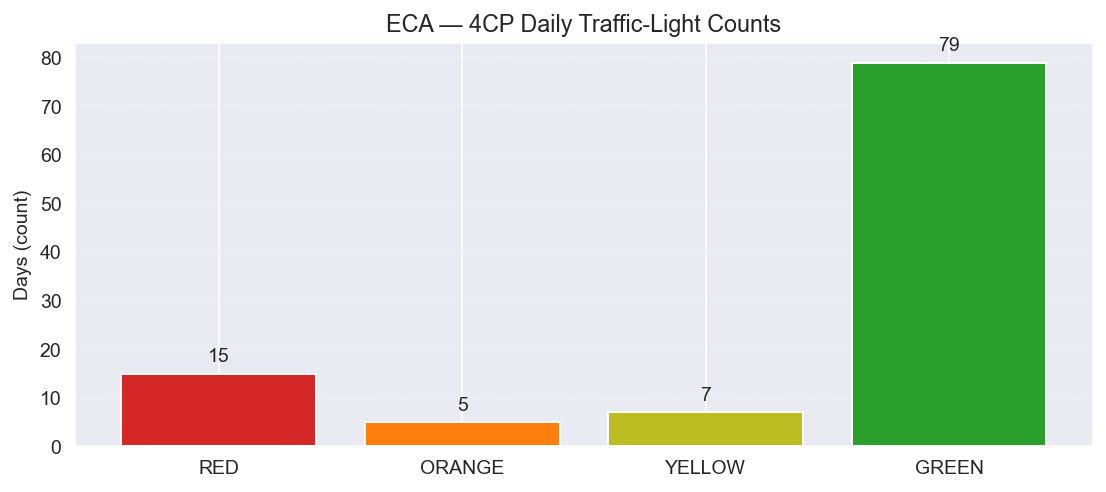 ECA — 4CP Daily Traffic-Light Counts
Days (count)
80
70
60
50
40
30
20
10
0
15
5
7
79
RED
ORANGE
YELLOW
GREEN